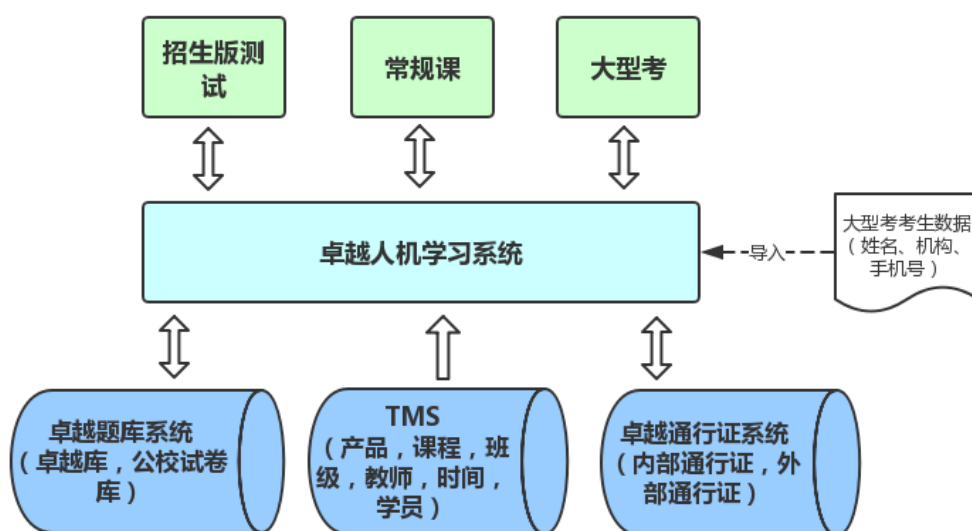 招生版测
试
常规课
大型考
卓越人机学习系统
导入
大型考考生数据
（姓名、机构、
手机号）
卓越题库系统
（卓越库，公校试卷
库）
TMS
（产品，课程，班
级，教师，时间，
学员）
卓越通行证系统
（内部通行证，外
部通行证）